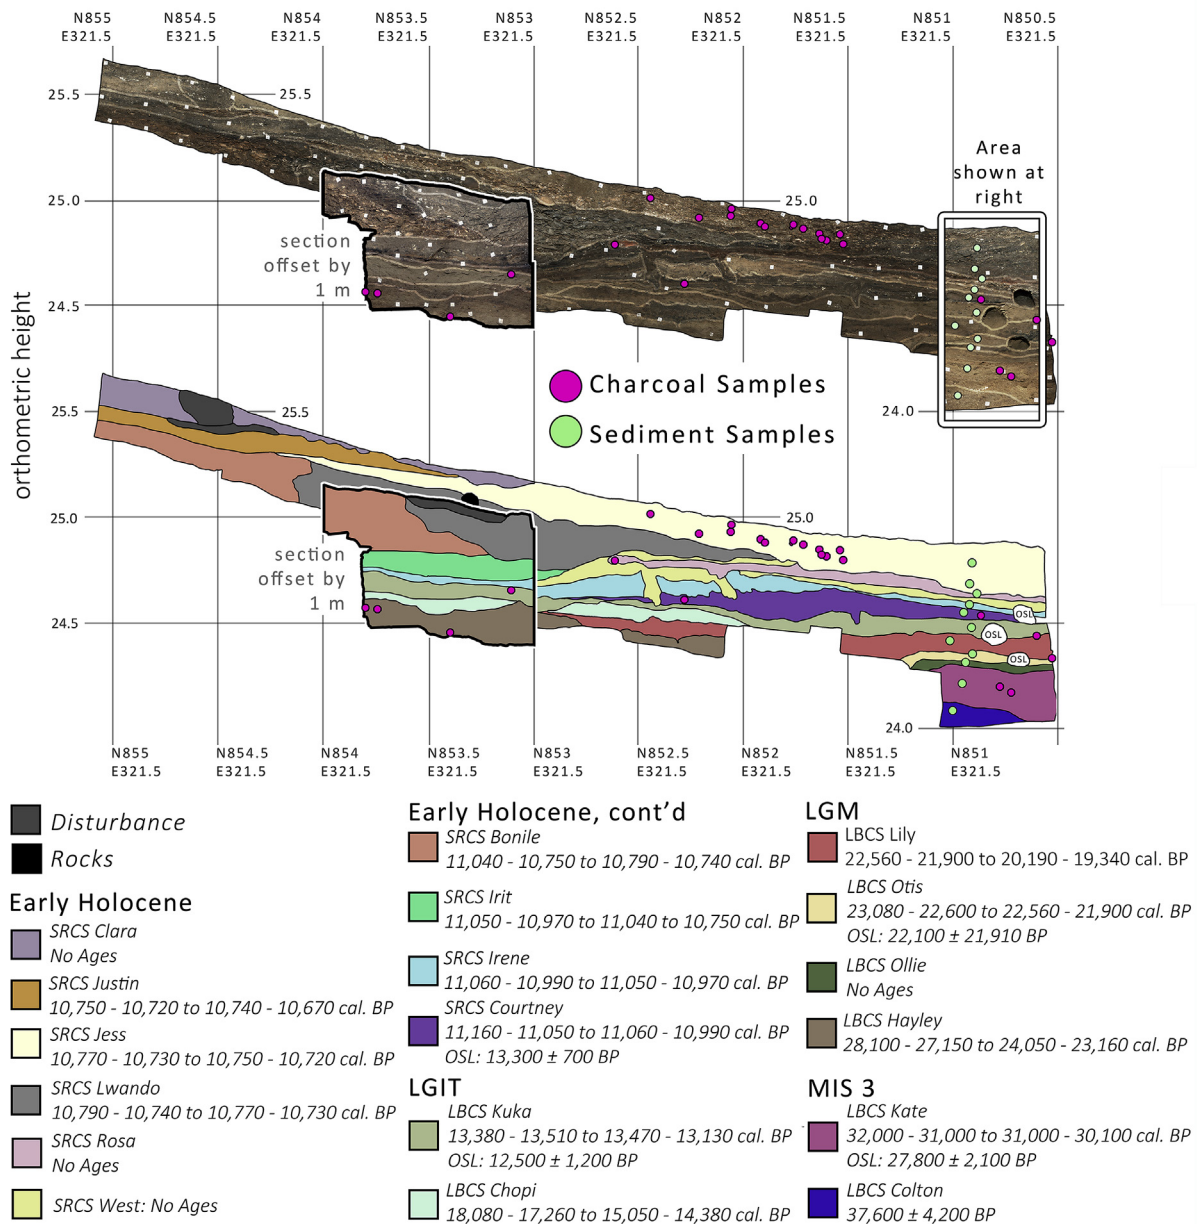 N855 N854.5 N854 N853.5 N853 N852.5 N852 N851.5 N851 N850.5
E321.5 E321.5 E321.5 E321.5 E321.5 E321.5 E321.5 E321.5 E321.5 E321.5
25.5 25.5
Area
shown at
right
25.0 25.0
section
offset by
1 m
24.5
orthometric height
Charcoal Samples
24.0
Sediment Samples
25.5 25.5
25.0 25.0
section
offset by
1 m
24.5
OSL
OSL
OSL
24.0
N855 N854.5 N854 N853.5 N853 N852.5 N852 N851.5 N851
E321.5 E321.5 E321.5 E321.5 E321.5 E321.5 E321.5 E321.5 E321.5
Disturbance
Rocks
Early Holocene
SRCS Clara
No Ages
SRCS Justin
10,750 - 10,720 to 10,740 - 10,670 cal. BP
SRCS Jess
10,770 - 10,730 to 10,750 - 10,720 cal. BP
SRCS Lwando
10,790 - 10,740 to 10,770 - 10,730 cal. BP
SRCS Rosa
No Ages
SRCS West: No Ages
Early Holocene, cont’d
SRCS Bonile
11,040 - 10,750 to 10,790 - 10,740 cal. BP
SRCS Irit
11,050 - 10,970 to 11,040 to 10,750 cal. BP
SRCS Irene
11,060 - 10,990 to 11,050 - 10,970 cal. BP
SRCS Courtney
11,160 - 11,050 to 11,060 - 10,990 cal. BP
OSL: 13,300 ± 700 BP
LGIT
LBCS Kuka
13,380 - 13,510 to 13,470 - 13,130 cal. BP
OSL: 12,500 ± 1,200 BP
LBCS Chopi
18,080 - 17,260 to 15,050 - 14,380 cal. BP
LGM
LBCS Lily
22,560 - 21,900 to 20,190 - 19,340 cal. BP
LBCS Otis
23,080 - 22,600 to 22,560 - 21,900 cal. BP
OSL: 22,100 ± 21,910 BP
LBCS Ollie
No Ages
LBCS Hayley
28,100 - 27,150 to 24,050 - 23,160 cal. BP
MIS 3
LBCS Kate
32,000 - 31,000 to 31,000 - 30,100 cal. BP
OSL: 27,800 ± 2,100 BP
LBCS Colton
37,600 ± 4,200 BP